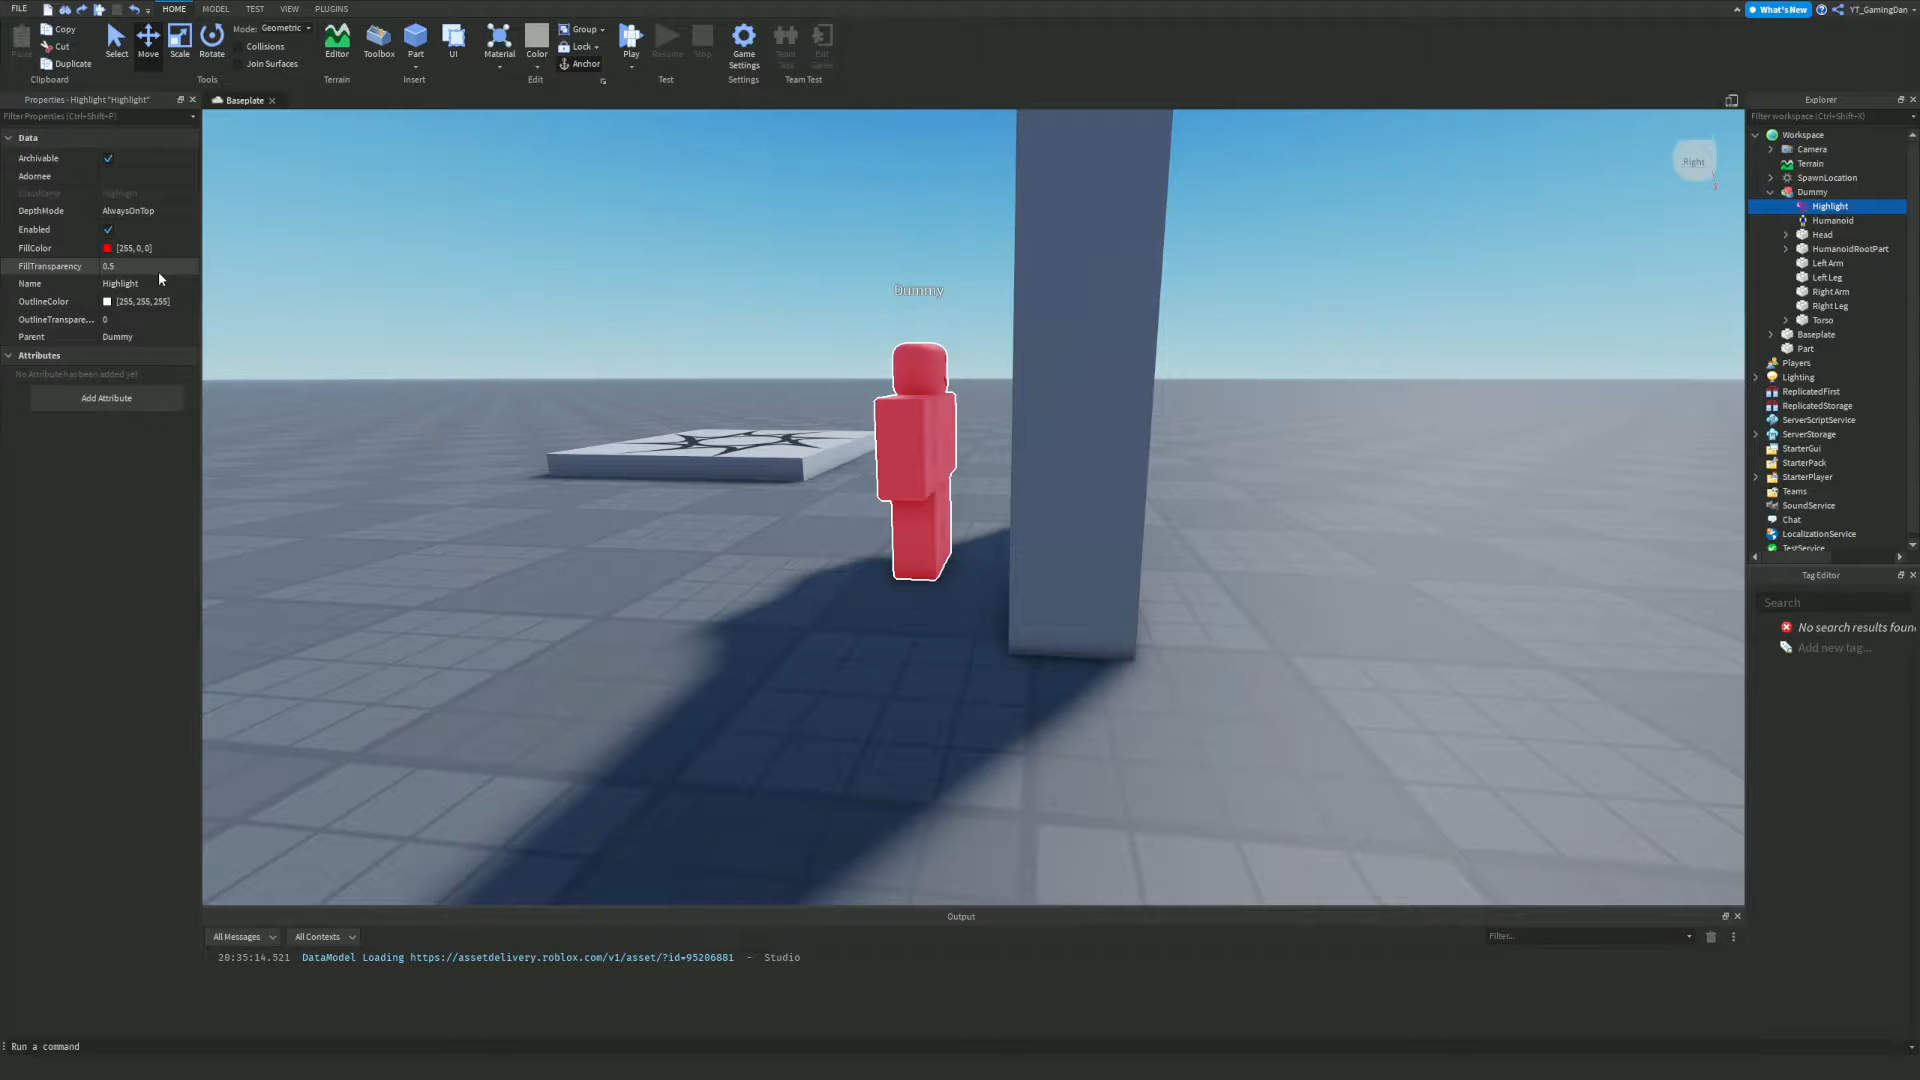 FILE HOME MODEL TEST VIEW PLUGINS What's New YT_GamingDan
Copy
Cut
Duplicate
Clipboard
Select
Move
Scale
Rotate
Mode: Geometric
Collisions
Join Surfaces
Tools
Editor
Terrain
Toolbox
Part
UI
Insert
Material
Color
Group
Lock
Anchor
Edit
Play
Resume
Stop
Test
Game
Settings
Settings
Team
Test
Exit
Game
Team Test
Properties - Highlight "Highlight"
Filter Properties (Ctrl+Shift+P)
Data
Archivable
Adornee
ClassName Highlight
DepthMode AlwaysOnTop
Enabled
FillColor [255, 0, 0]
FillTransparency 0.5
Name Highlight
OutlineColor [255, 255, 255]
OutlineTranspare... 0
Parent Dummy
Attributes
No Attribute has been added yet
Add Attribute
Baseplate
Right
Dummy
Explorer
Filter workspace (Ctrl+Shift+X)
Workspace
Camera
Terrain
SpawnLocation
Dummy
Highlight
Humanoid
Head
HumanoidRootPart
Left Arm
Left Leg
Right Arm
Right Leg
Torso
Baseplate
Part
Players
Lighting
ReplicatedFirst
ReplicatedStorage
ServerScriptService
ServerStorage
StarterGui
StarterPack
StarterPlayer
Teams
SoundService
Chat
LocalizationService
TestService
Tag Editor
Search
No search results foun
Add new tag...
Output
All Messages All Contexts Filter...
20:35:14.521 DataModel Loading https://assetdelivery.roblox.com/v1/asset/?id=95206881 - Studio
Run a command